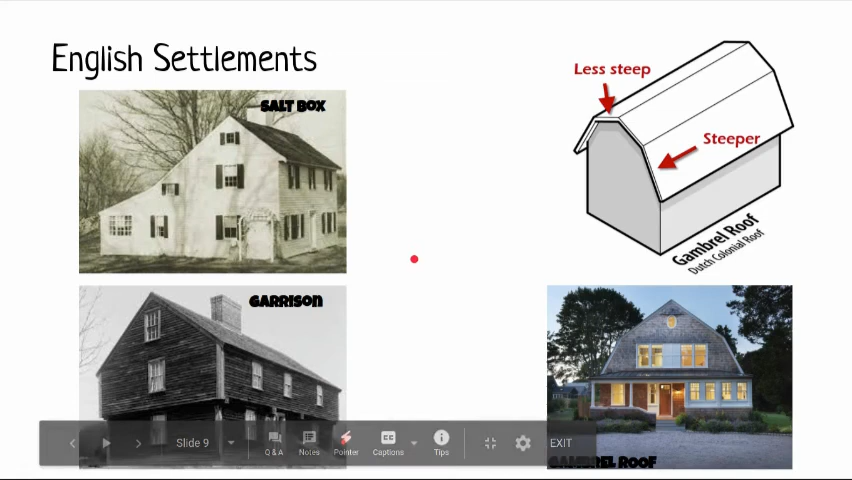 English Settlements
SALT BOX
Less steep
Steeper
Gambrel Roof
Dutch Colonial Roof
GARRISON
GAMBREL ROOF
Slide 9
Q & A
Notes
Pointer
Captions
Tips
EXIT